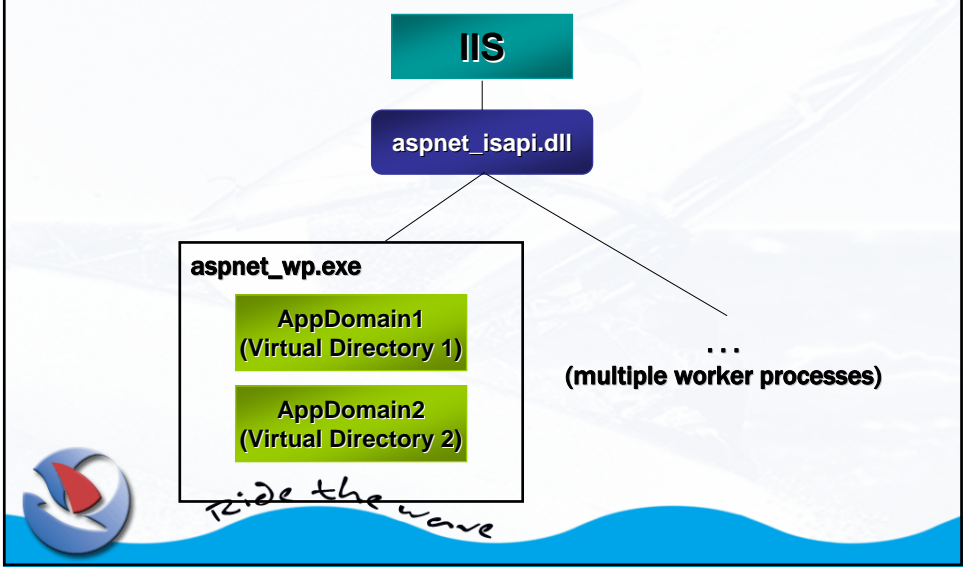 IIS
aspnet_isapi.dll
aspnet_wp.exe
AppDomain1
(Virtual Directory 1)
AppDomain2
(Virtual Directory 2)
...
(multiple worker processes)
Ride the wave